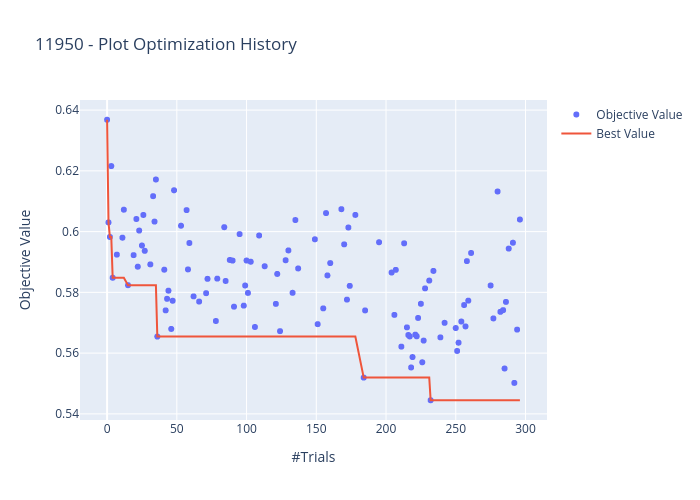 11950 - Plot Optimization History
Objective Value
Best Value
0.64
0.62
0.6
0.58
0.56
0.54
Objective Value
0
50
100
150
200
250
300
#Trials